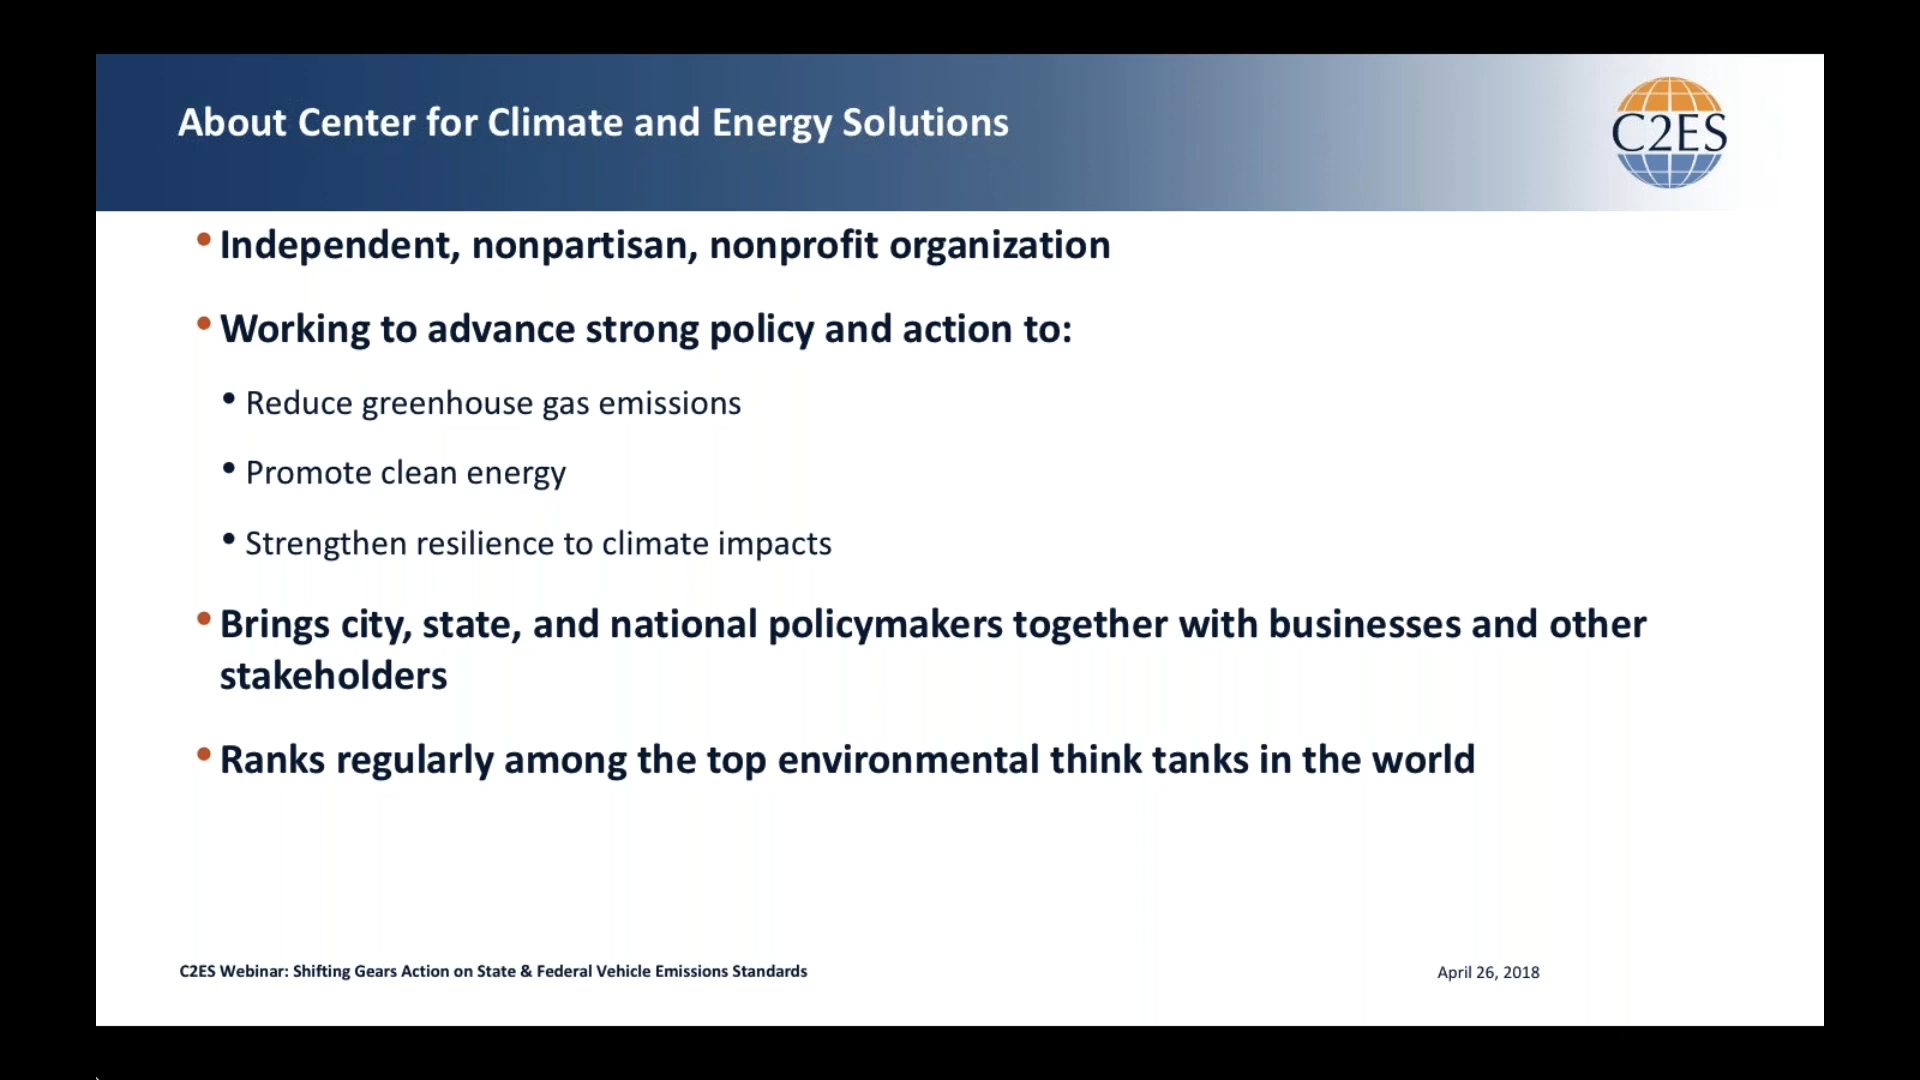 About Center for Climate and Energy Solutions
C2ES
• Independent, nonpartisan, nonprofit organization
• Working to advance strong policy and action to:
• Reduce greenhouse gas emissions
• Promote clean energy
• Strengthen resilience to climate impacts
• Brings city, state, and national policymakers together with businesses and other
stakeholders
• Ranks regularly among the top environmental think tanks in the world
C2ES Webinar: Shifting Gears Action on State & Federal Vehicle Emissions Standards
April 26, 2018